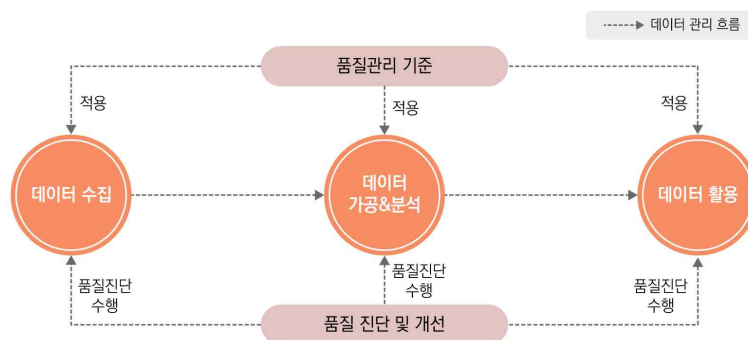 데이터 관리 흐름
품질관리 기준
적용
적용
적용
데이터 수집
데이터
가공&분석
데이터 활용
품질진단
수행
품질진단
수행
품질진단
수행
품질 진단 및 개선